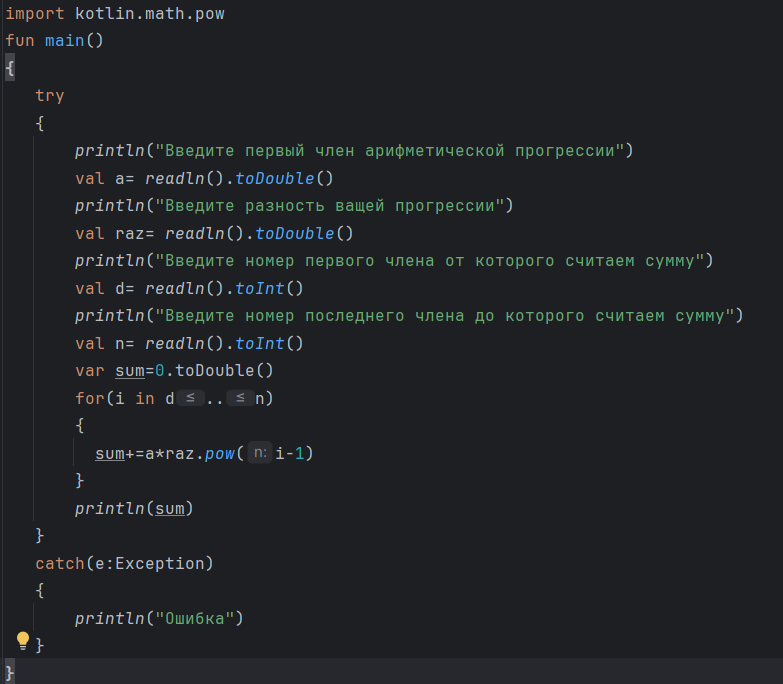 import kotlin.math.pow
fun main()
{
try
{
println("Введите первый член арифметической прогрессии")
val a= readln().toDouble()
println("Введите разность ващей прогрессии")
val raz= readln().toDouble()
println("Введите номер первого члена от которого считаем сумму")
val d= readln().toInt()
println("Введите номер последнего члена до которого считаем сумму")
val n= readln().toInt()
var sum=0.toDouble()
for(i in d ≤ .. ≤ n)
{
sum+=a*raz.pow( n: i-1)
}
println(sum)
}
catch(e:Exception)
{
println("Ошибка")
}
}